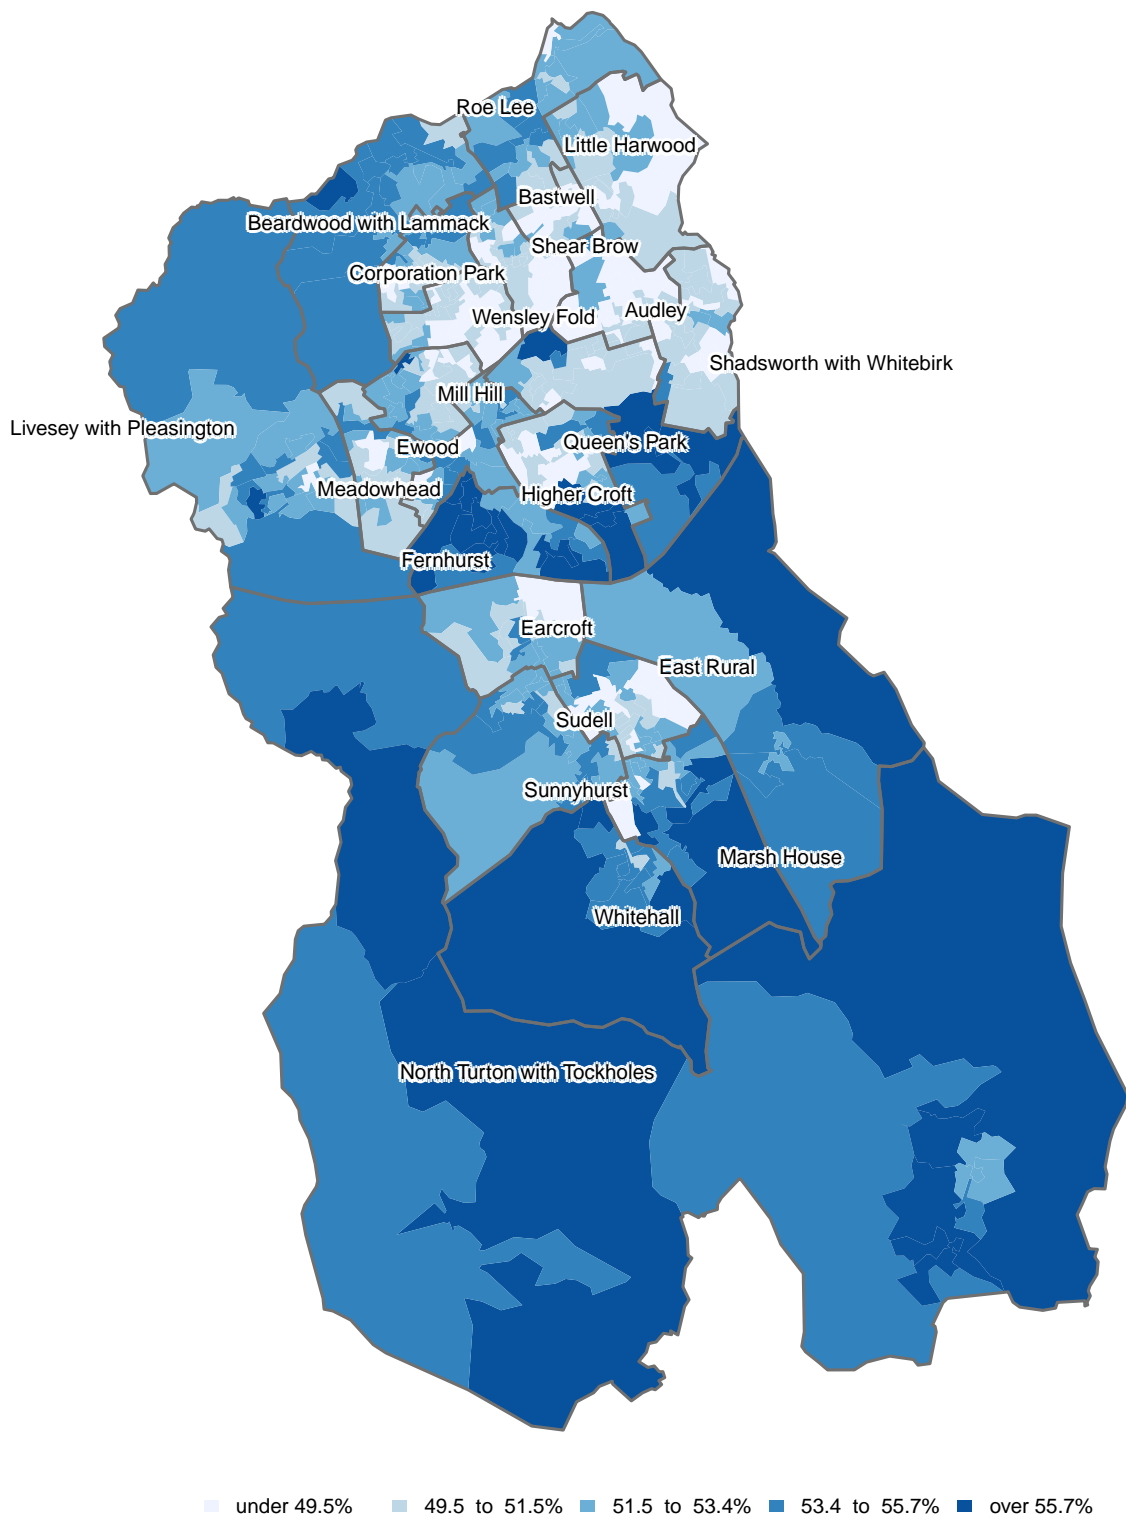 Roe Lee
Little Harwood
Bastwell
Beardwood with Lammack
Shear Brow
Corporation Park
Audley
Wensley Fold
Shadsworth with Whitebirk
Mill Hill
Livesey with Pleasington
Queen's Park
Ewood
Meadowhead
Higher Croft
Fernhurst
Earcroft
East Rural
Sudell
Sunnyhurst
Marsh House
Whitehall
North Turton with Tockholes
under 49.5% 49.5 to 51.5% 51.5 to 53.4% 53.4 to 55.7% over 55.7%